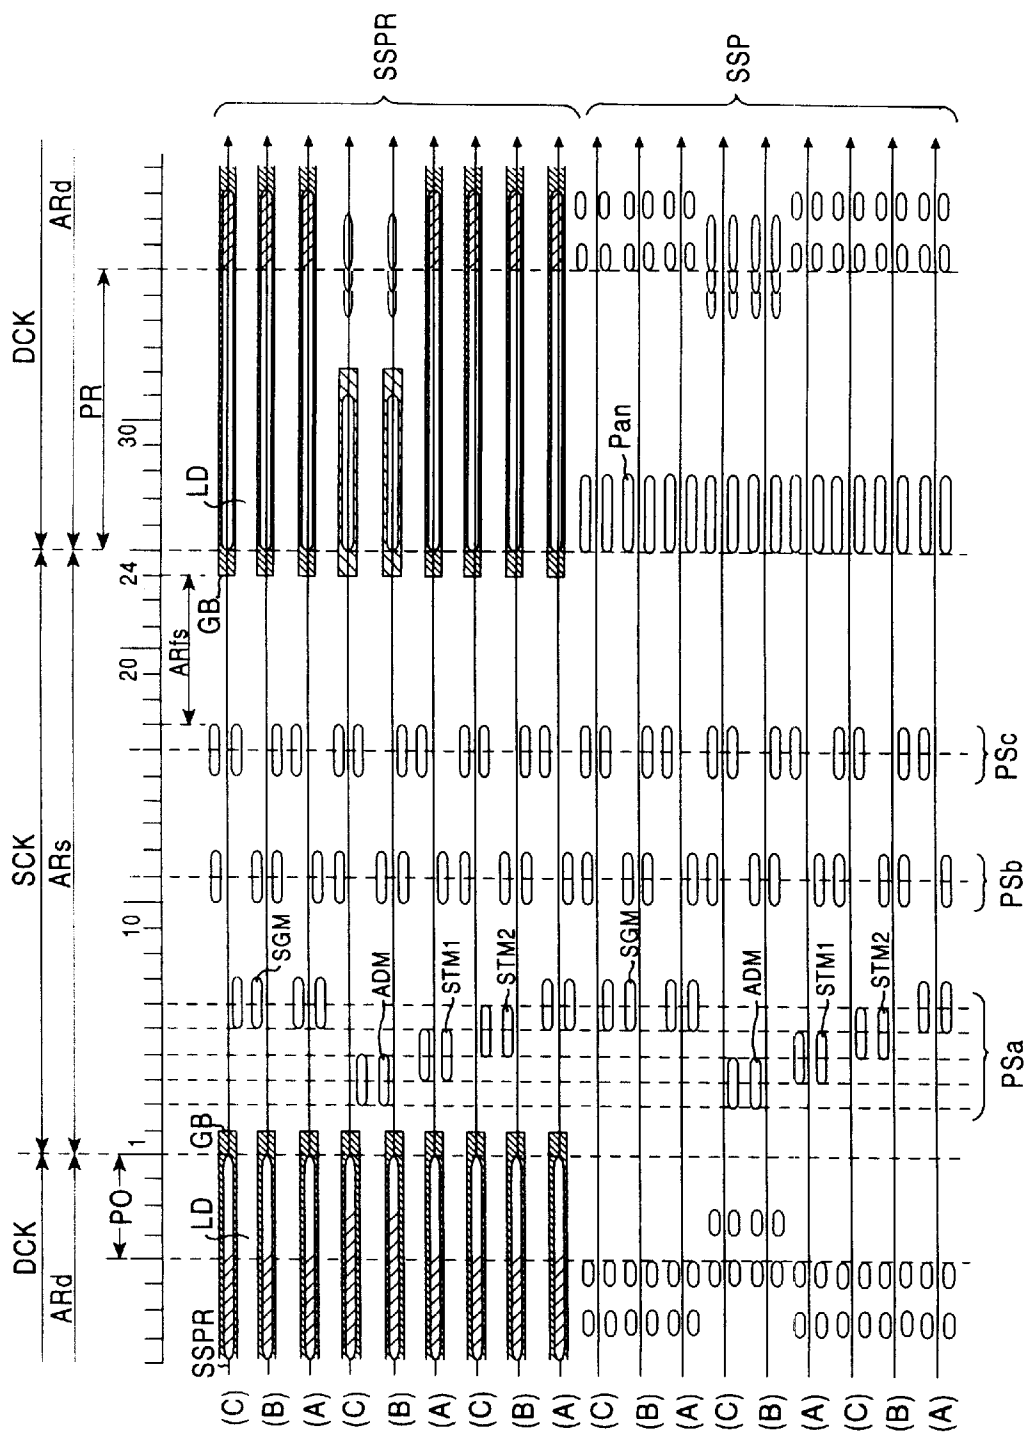 DCK SCK DCK
ARd ARs ARd
PO PR
1 10 20 24 30
ARfs
SSPR LD GB GB LD
(C)
(B) SGM
(A)
(C)
(B) ADM
(A) STM1
(C)
(B) STM2
(A)
SSPR
(C)
(B) SGM Pan
(A)
(C)
(B) ADM
(A) STM1
(C)
(B) STM2
(A)
SSP
PSa PSb PSc